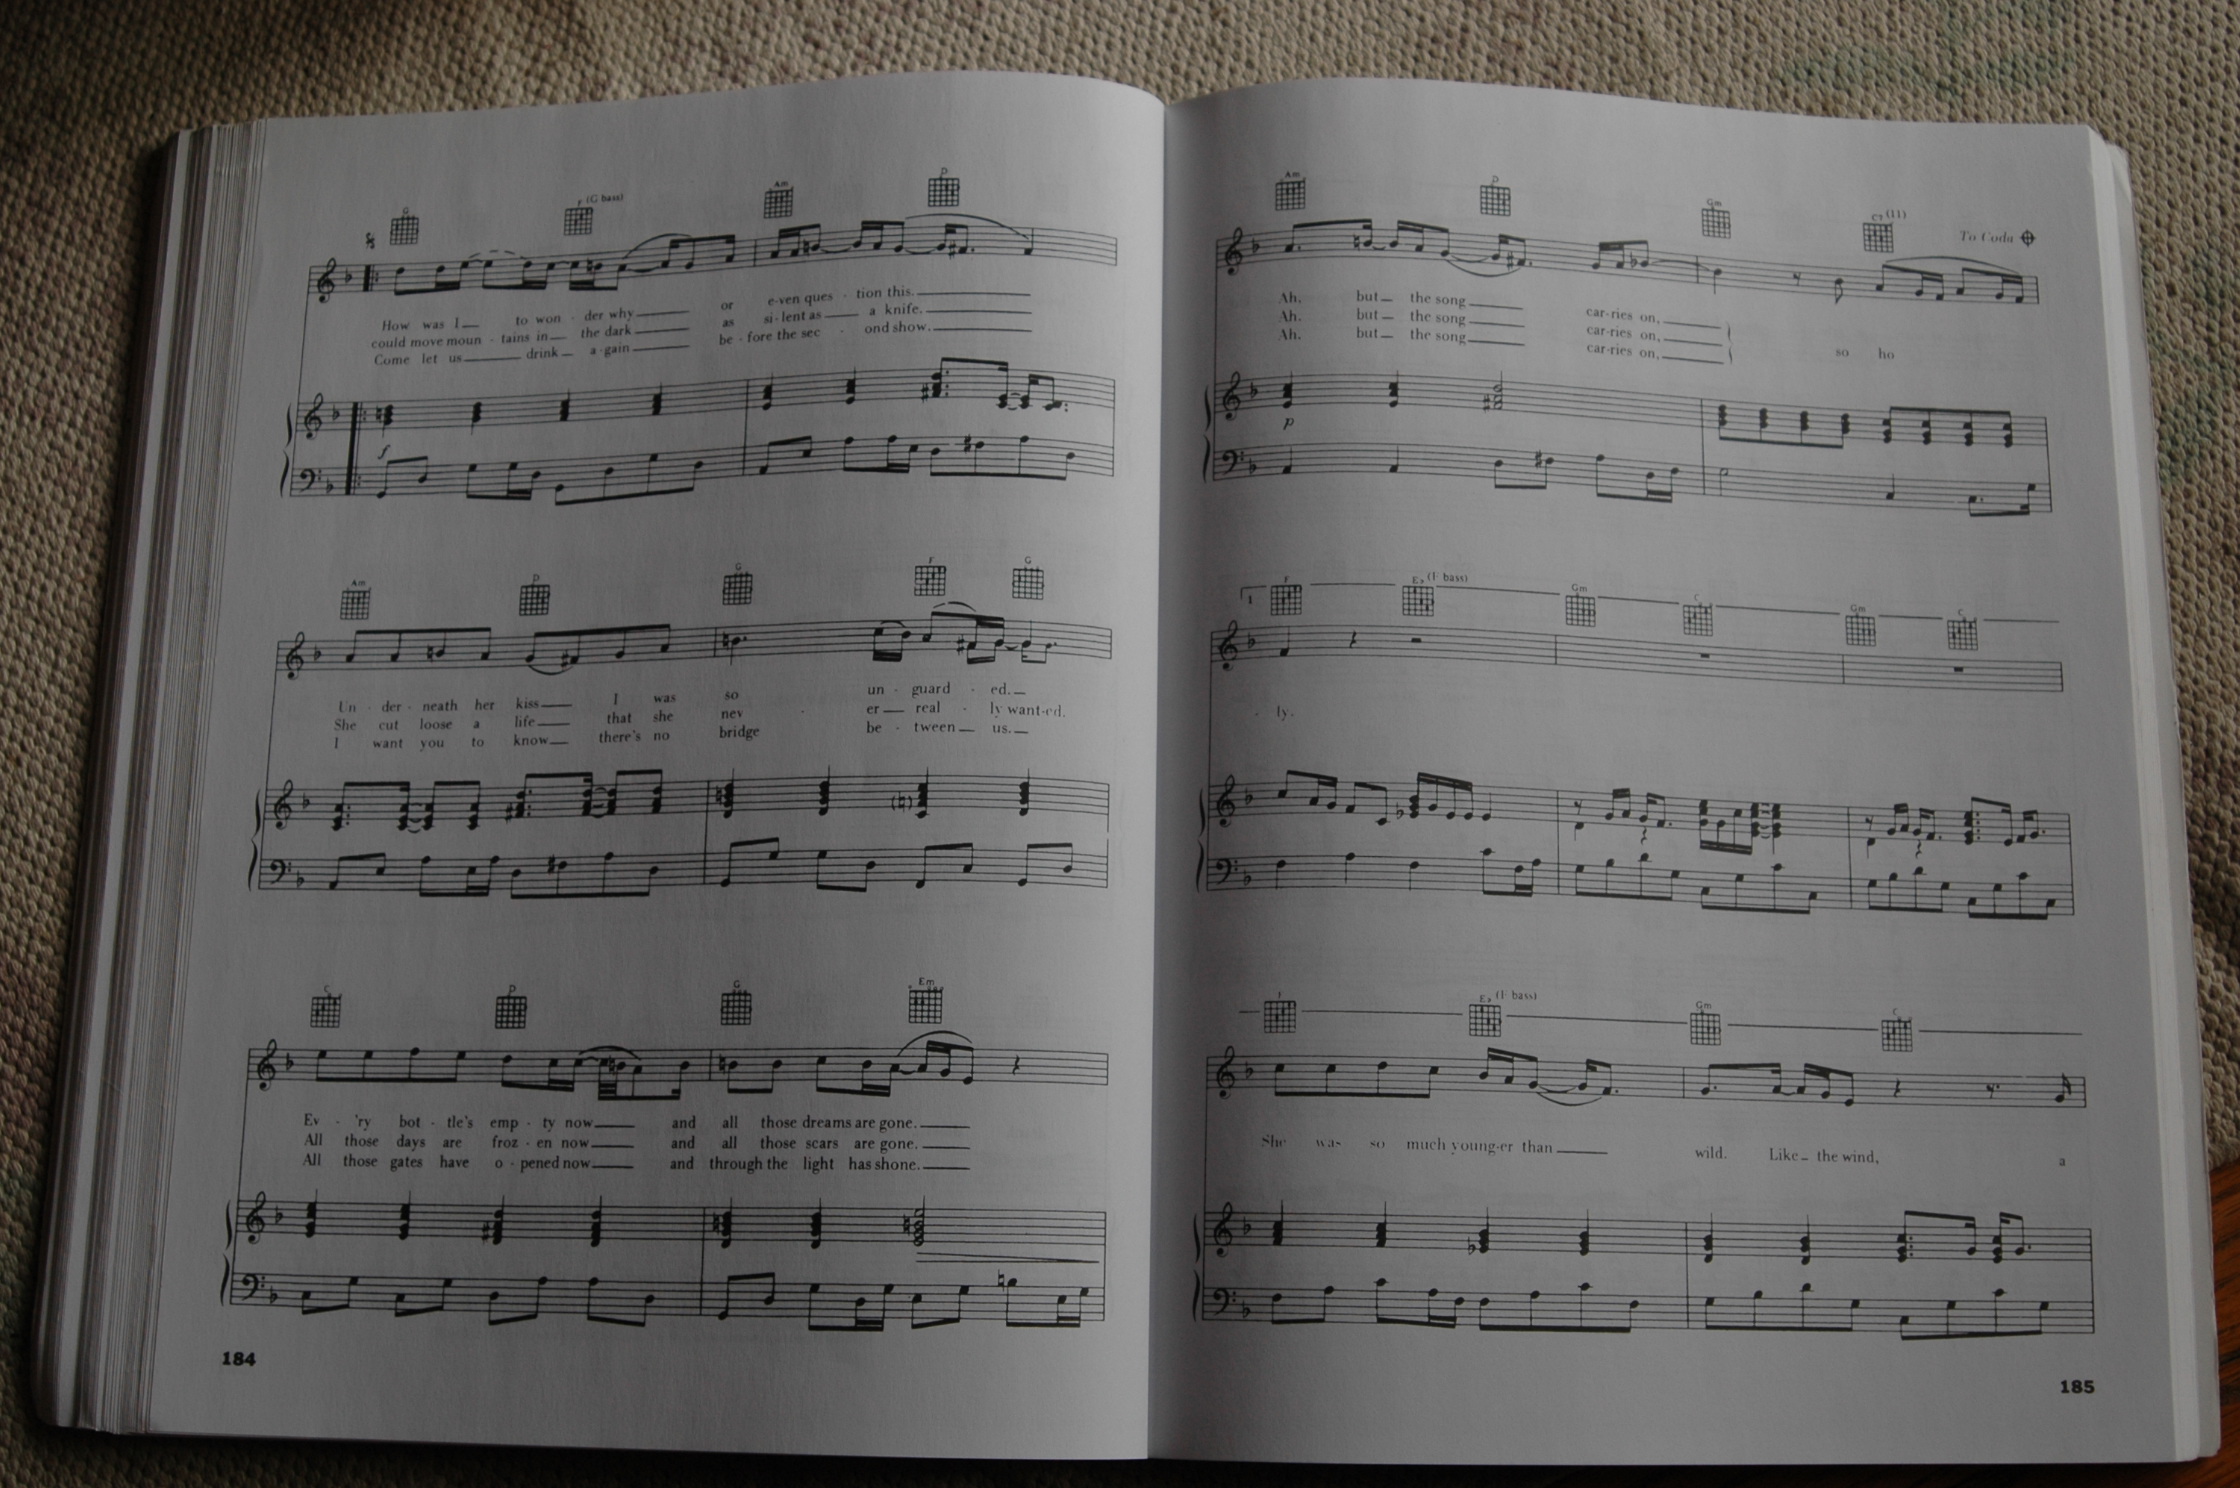 G F (G bass) Am D
How was I to won - der why or e-ven ques - tion this.
could move moun - tains in the dark as si - lent as a knife.
Come let us drink a - gain be - fore the sec - ond show.
Am D G F G
Un - der - neath her kiss I was so un - guard - ed.
She cut loose a life that she nev - er real - ly want-ed.
I want you to know there's no bridge be - tween us.
C D G Em
Ev - 'ry bot - tle's emp - ty now and all those dreams are gone.
All those days are froz - en now and all those scars are gone.
All those gates have o - pened now and through the light has shone.
184
To Coda
Am D Gm C7 (11)
Ah. but the song car-ries on, so ho
Ah. but the song car-ries on,
Ah. but the song car-ries on,
p
1
F E♭ (F bass) Gm C Gm C
- ly.
F E♭ (F bass) Gm C
She was so much young-er than wild. Like the wind, a
185